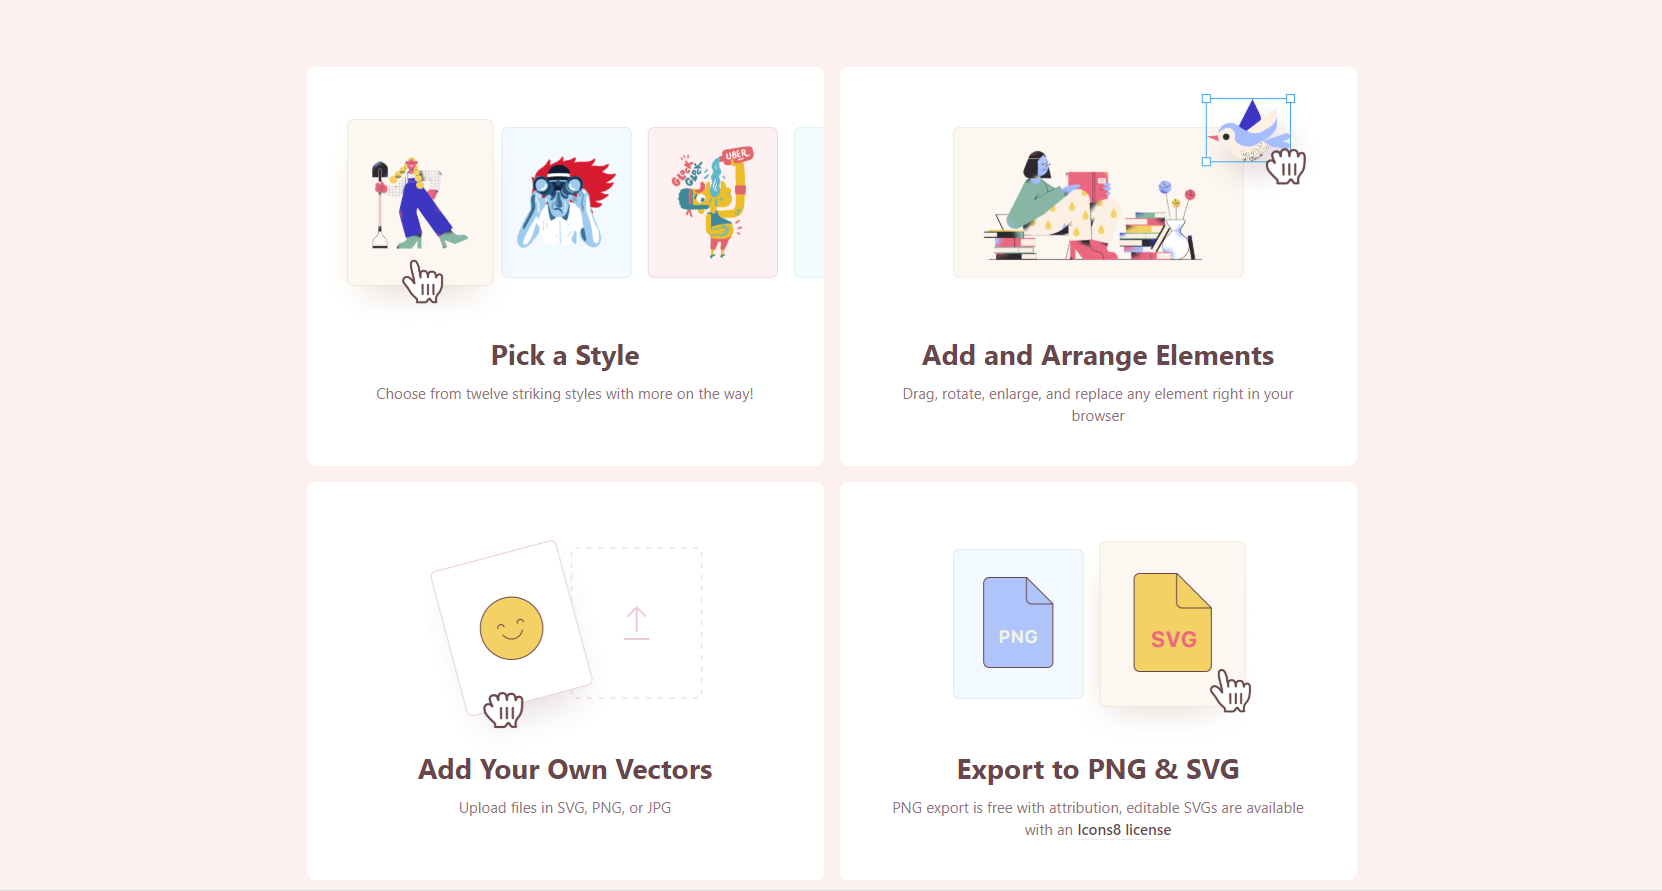 GLOCK
GLOCK
UBER
Pick a Style
Choose from twelve striking styles with more on the way!
Add and Arrange Elements
Drag, rotate, enlarge, and replace any element right in your
browser
PNG
SVG
Add Your Own Vectors
Upload files in SVG, PNG, or JPG
Export to PNG & SVG
PNG export is free with attribution, editable SVGs are available
with an Icons8 license